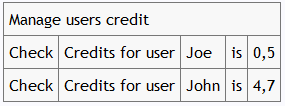 Manage users credit
Check Credits for user Joe is 0,5
Check Credits for user John is 4,7